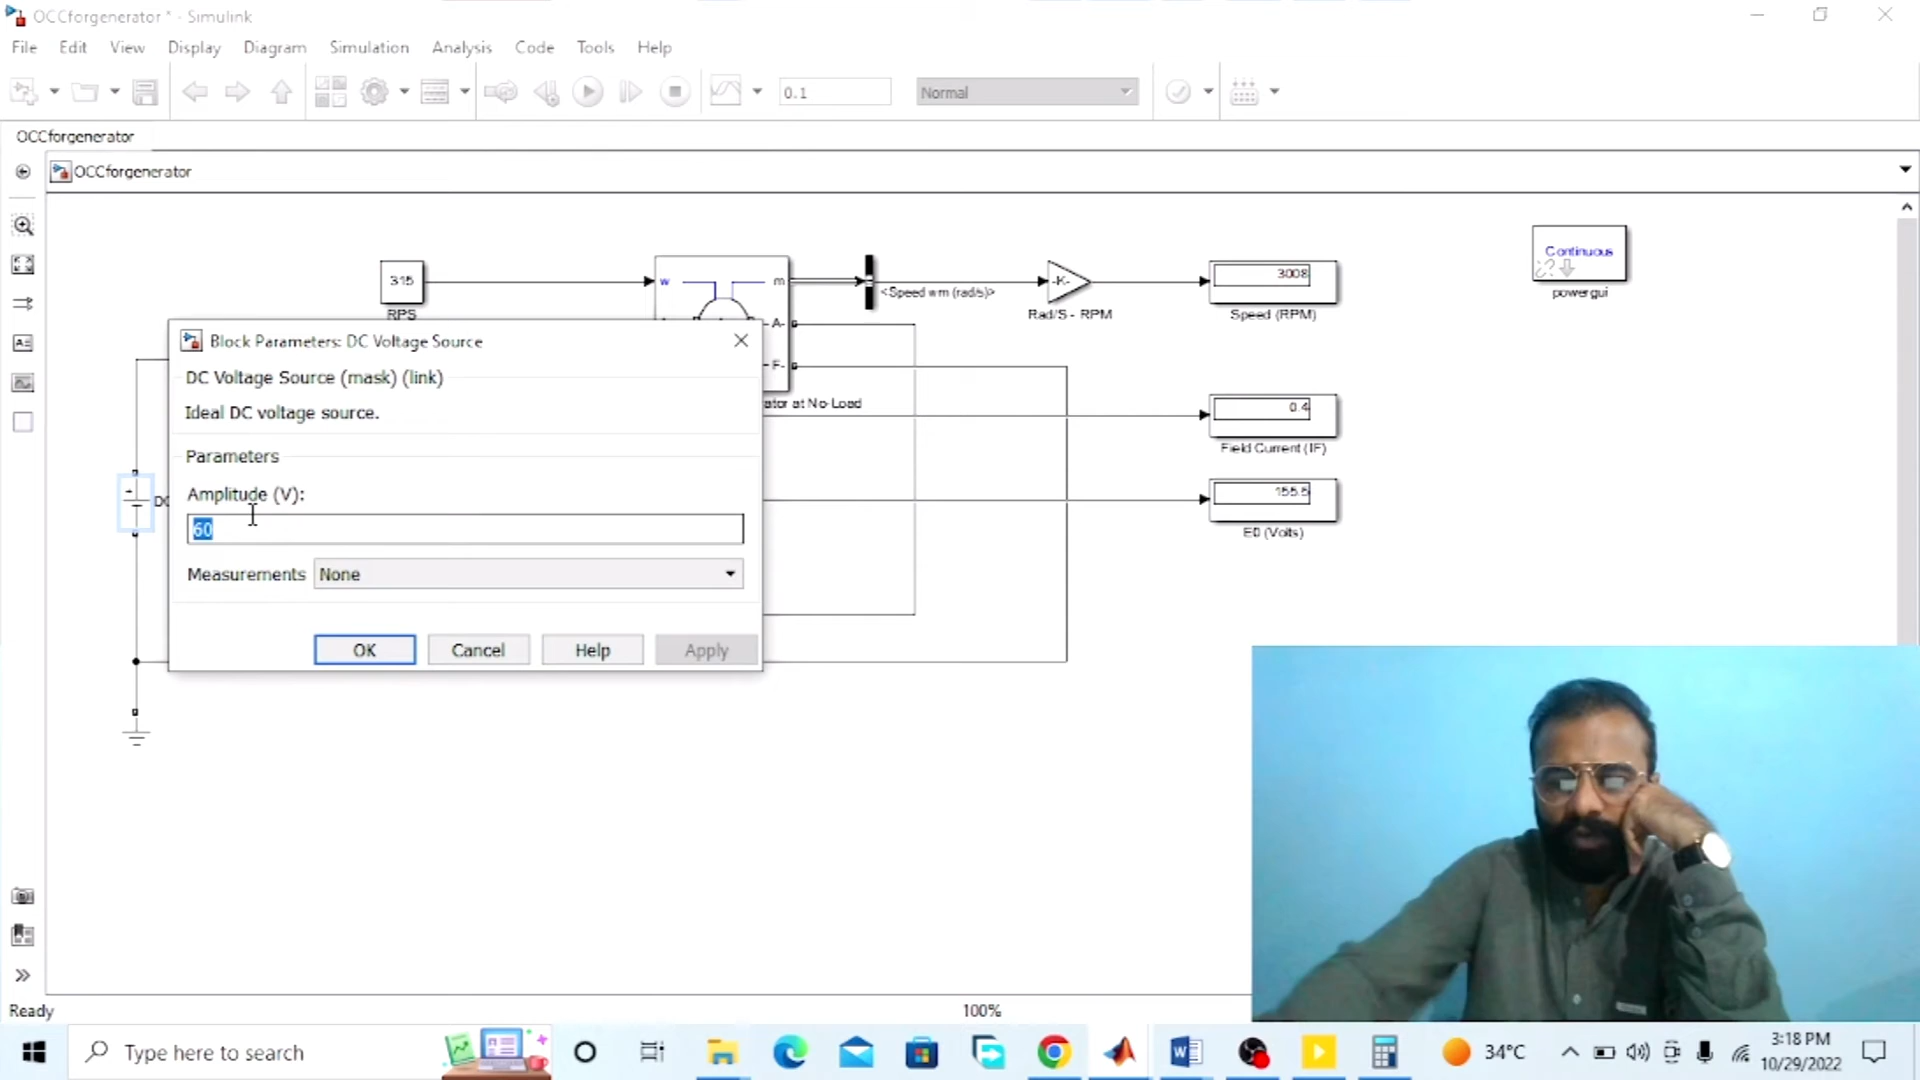 OCCforgenerator * - Simulink
File Edit View Display Diagram Simulation Analysis Code Tools Help
0.1 Normal
OCCforgenerator
OCCforgenerator
315
RPS
w
m
A-
F-
ator at No-Load
<Speed wm (rad/s)>
-K-
Rad/S - RPM
3008
Speed (RPM)
Continuous
powergui
0.4
Field Current (IF)
155.5
E0 (Volts)
DC
Block Parameters: DC Voltage Source
DC Voltage Source (mask) (link)
Ideal DC voltage source.
Parameters
Amplitude (V):
60
Measurements None
OK Cancel Help Apply
Ready 100%
Type here to search
34°C
3:18 PM
10/29/2022